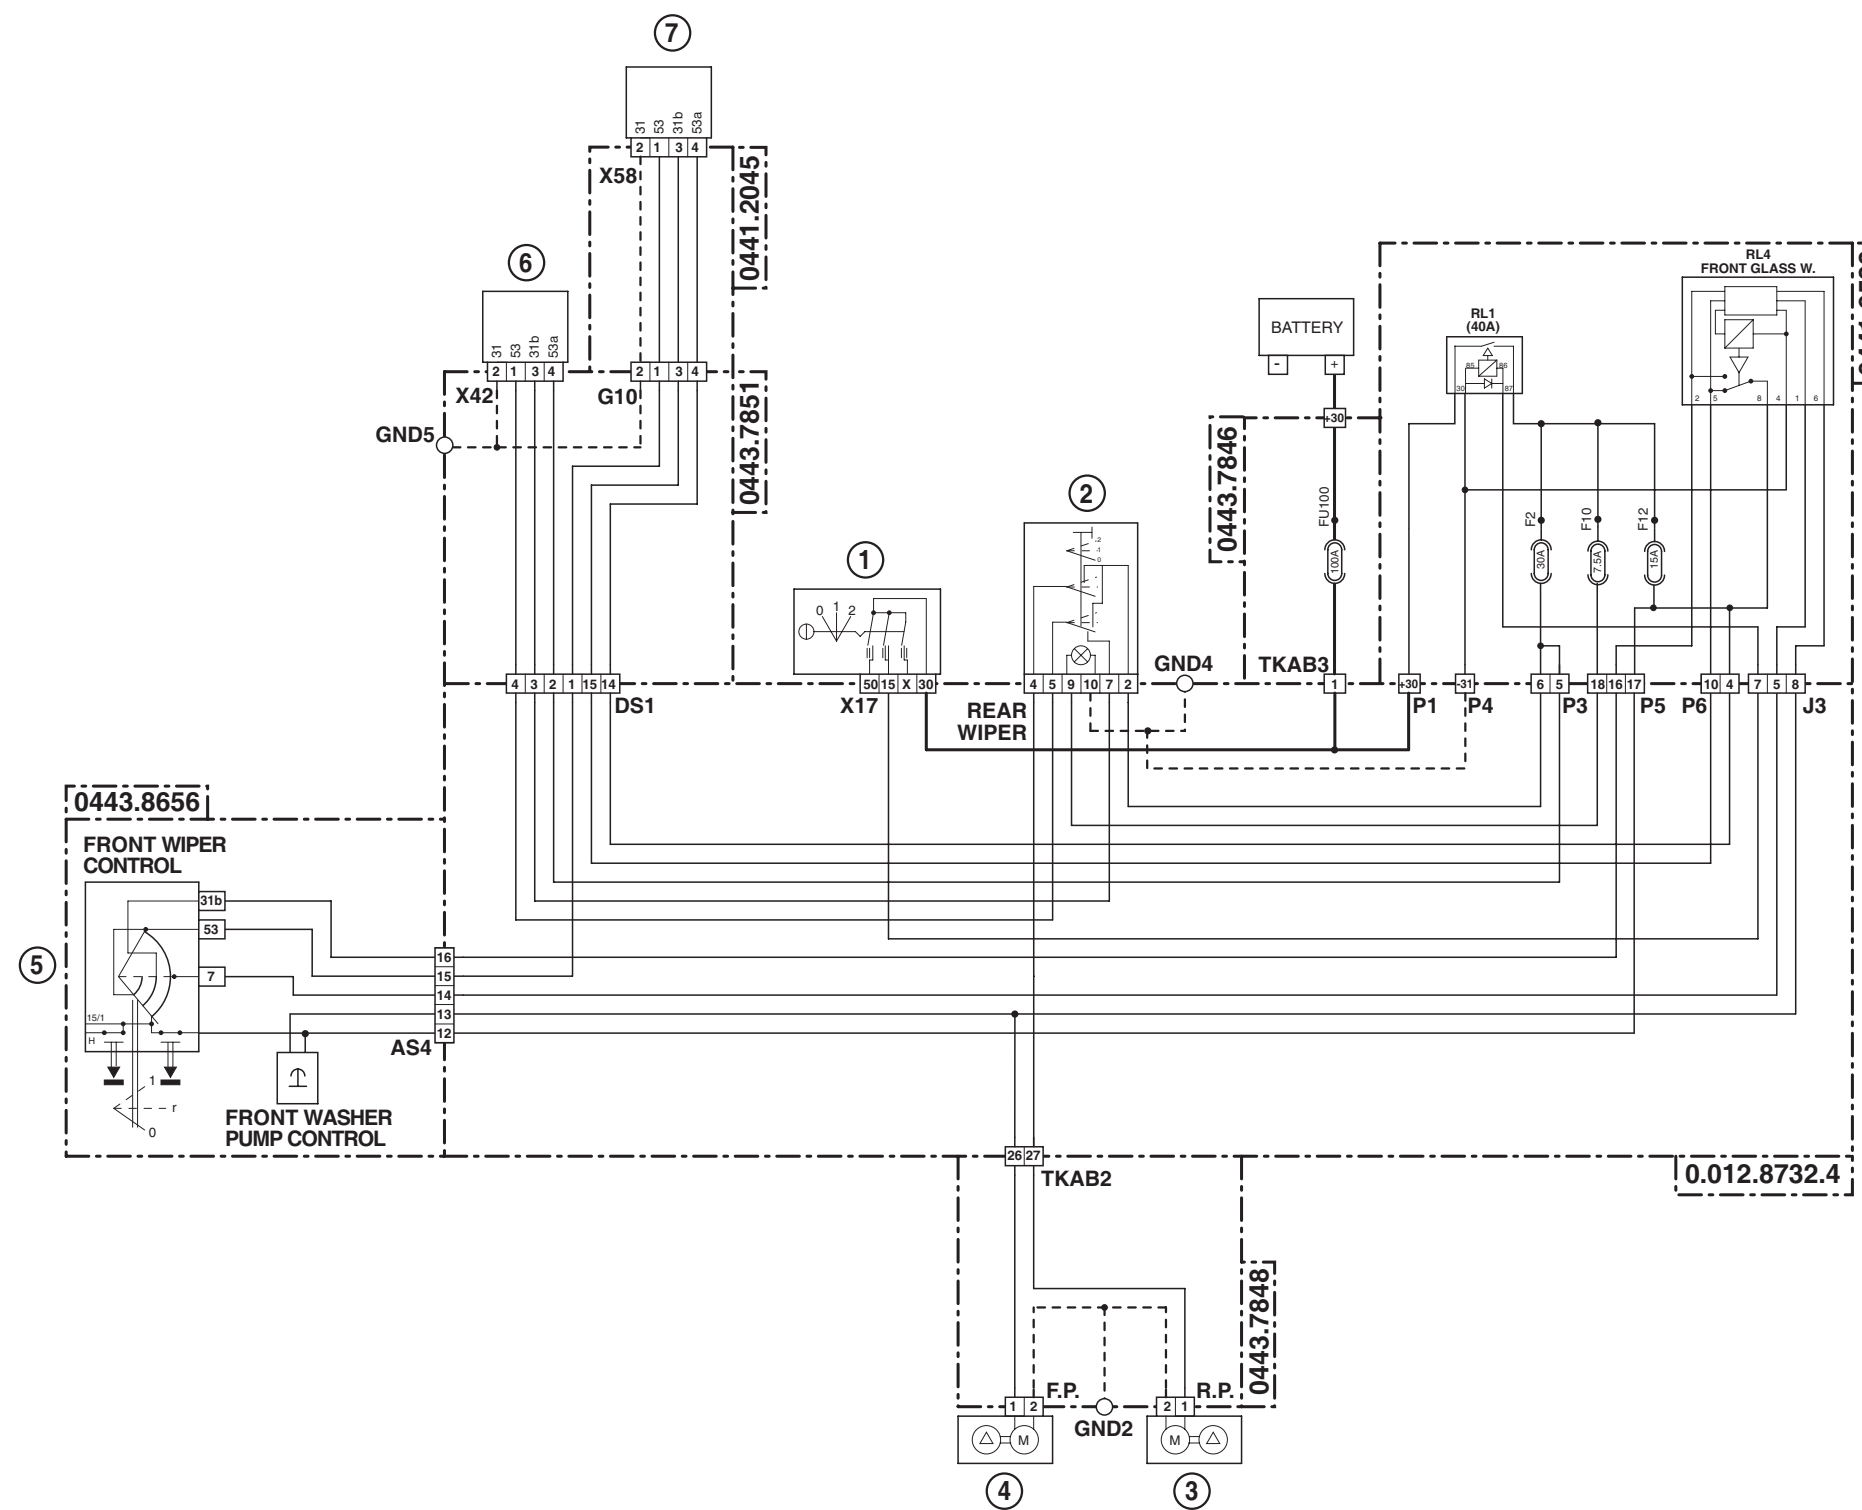 7
31 53 31b 53a
2 1 3 4
X58
0441.2045
6
31 53 31b 53a
2 1 3 4
X42
2 1 3 4
G10
GND5
0443.7851
RL4
FRONT GLASS W.
2 5 8 4 1 6
RL1
(40A)
85 86
30 87
BATTERY
- +
+30
0443.7846
FU100
100A
F2
30A
F10
7.5A
F12
15A
2
.2
.1
0
1
0 1 2
4 3 2 1 15 14
DS1
50 15 X 30
X17
4 5 9 10 7 2
REAR
WIPER
GND4
TKAB3
1
+30
P1
-31
P4
6 5
P3
18 16 17
P5
P6
10 4
7 5 8
J3
0443.8656
FRONT WIPER
CONTROL
31b
53
7
15/1
H
5
1
r
0
16
15
14
13
12
AS4
FRONT WASHER
PUMP CONTROL
26 27
TKAB2
0.012.8732.4
0443.7848
F.P.
1 2
GND2
R.P.
2 1
M
M
4
3